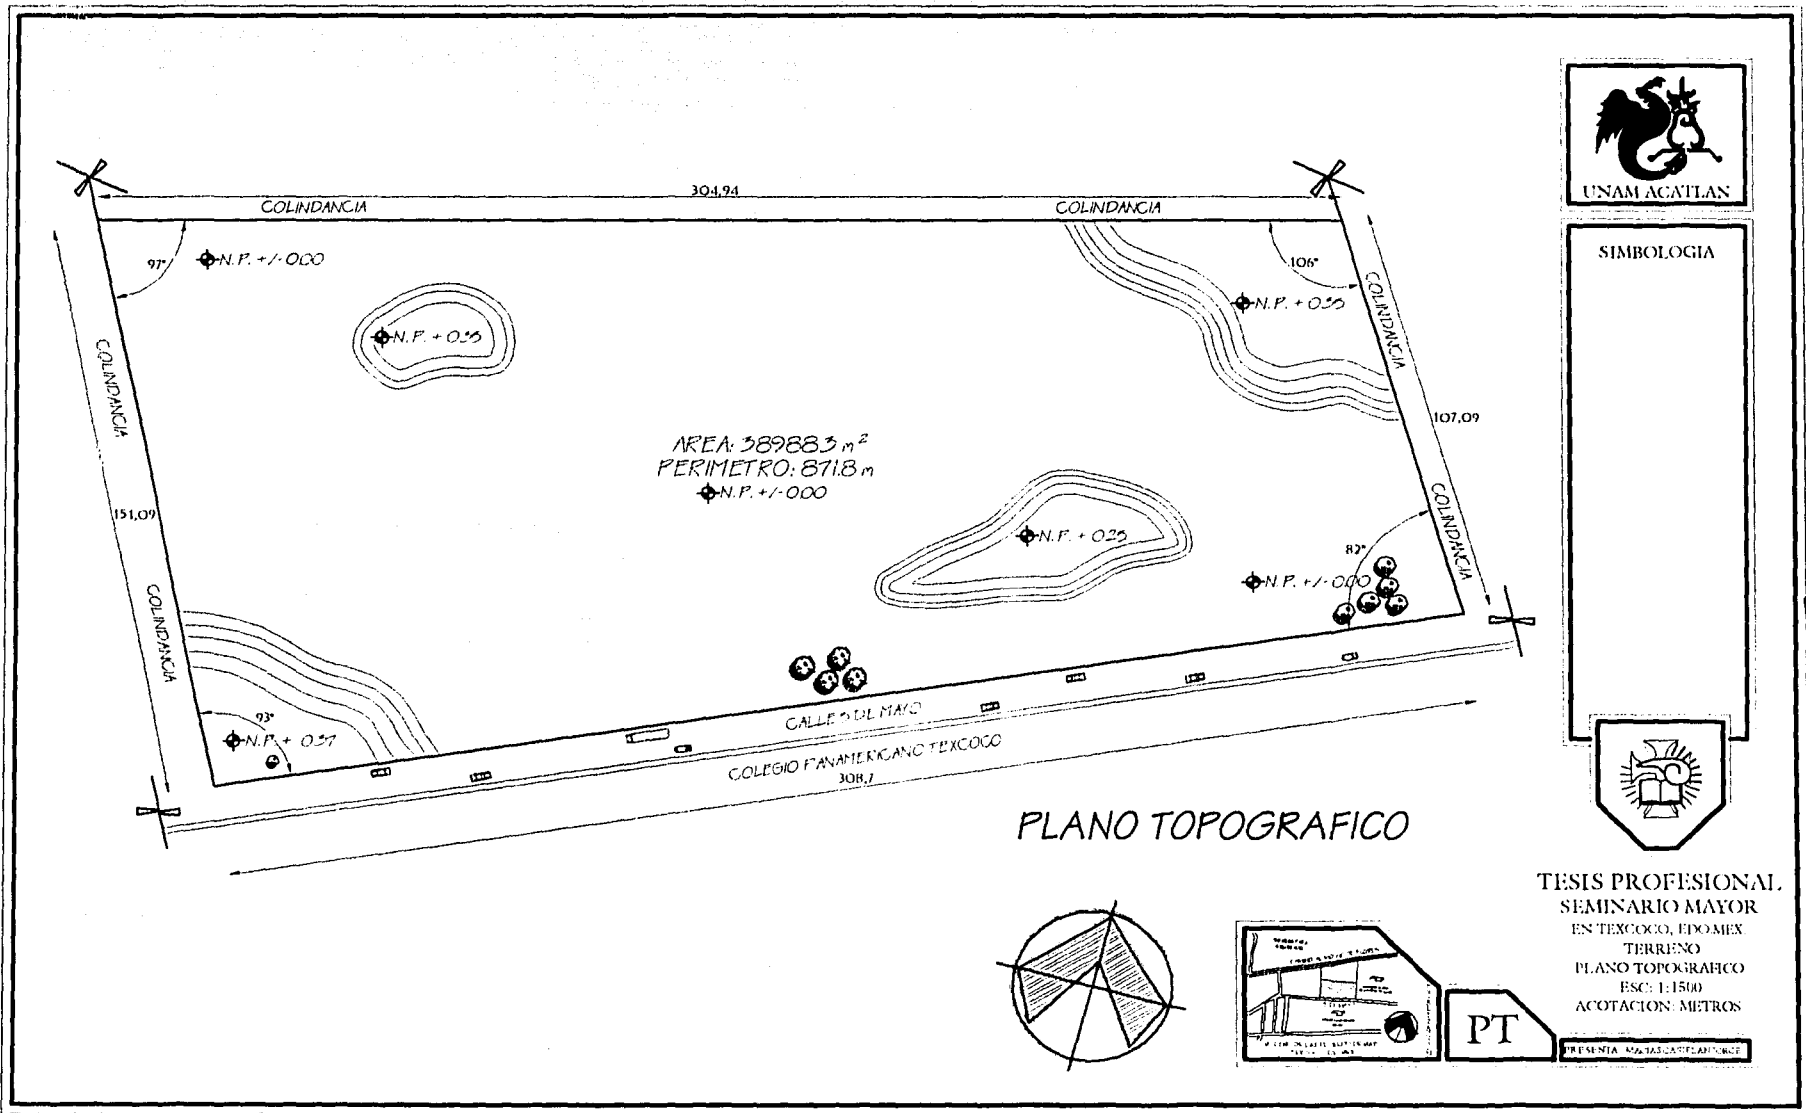 304,94
COLINDANCIA
COLINDANCIA
97°
N.P. +/- 0.00
106°
N.P. + 0.35
N.P. + 0.35
COLINDANCIA
COLINDANCIA
107,09
AREA: 38988.3 m²
PERIMETRO: 871.8 m
N.P. +/- 0.00
151,09
COLINDANCIA
N.P. + 0.25
82°
N.P. +/- 0.00
COLINDANCIA
COLINDANCIA
93°
N.P. + 0.37
CALLE 5 DE MAYO
COLEGIO PANAMERICANO TEXCOCO
308,7
PLANO TOPOGRAFICO
UNAM ACATLAN
SIMBOLOGIA
TESIS PROFESIONAL
SEMINARIO MAYOR
EN TEXCOCO, EDO.MEX.
TERRENO
PLANO TOPOGRAFICO
ESC: 1:1500
ACOTACION: METROS
PT
PRESENTA: